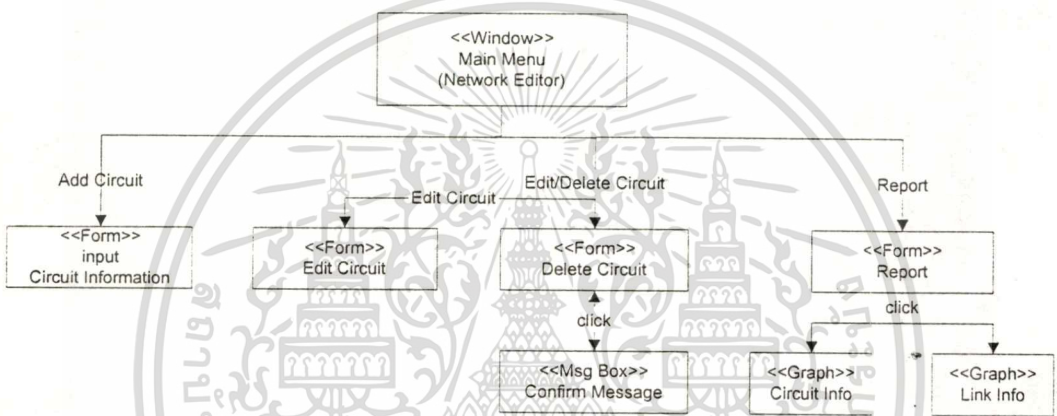 <<Window>>
Main Menu
(Network Editor)
Add Circuit
Edit Circuit
Edit/Delete Circuit
Report
<<Form>>
input
Circuit Information
<<Form>>
Edit Circuit
<<Form>>
Delete Circuit
<<Form>>
Report
click
click
<<Msg Box>>
Confirm Message
<<Graph>>
Circuit Info
<<Graph>>
Link Info